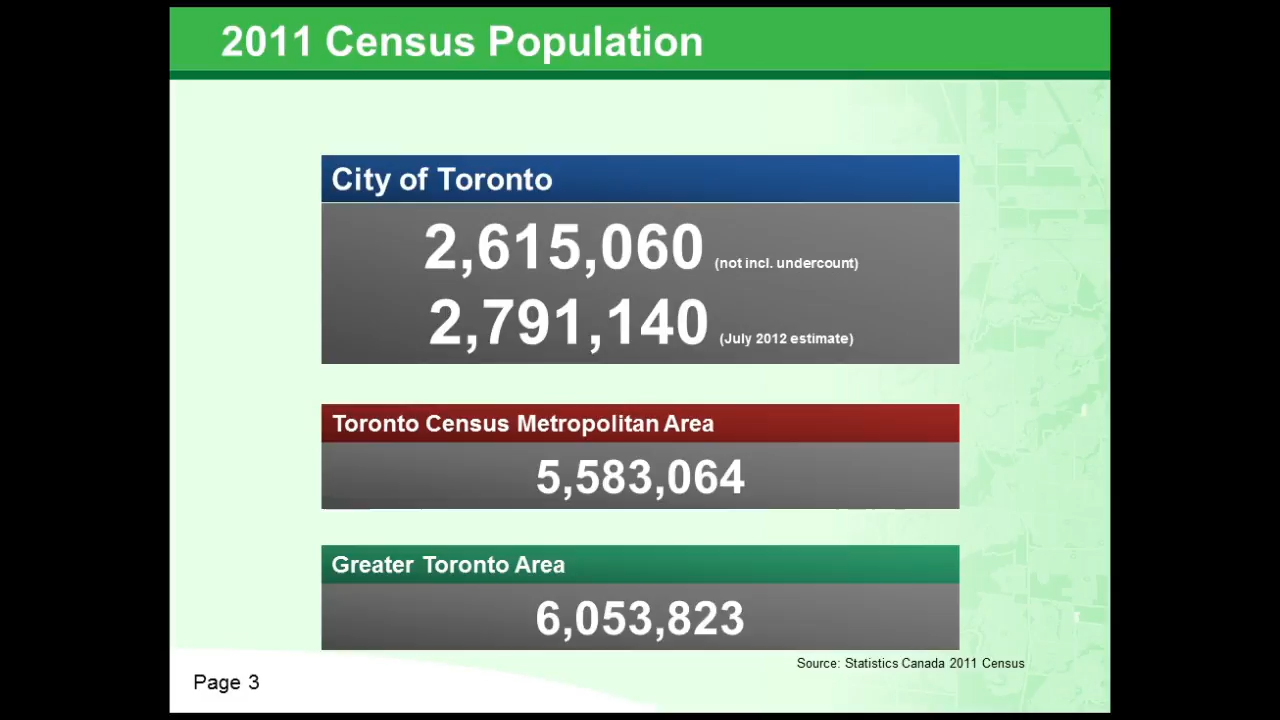 2011 Census Population
City of Toronto
2,615,060 (not incl. undercount)
2,791,140 (July 2012 estimate)
Toronto Census Metropolitan Area
5,583,064
Greater Toronto Area
6,053,823
Source: Statistics Canada 2011 Census
Page 3